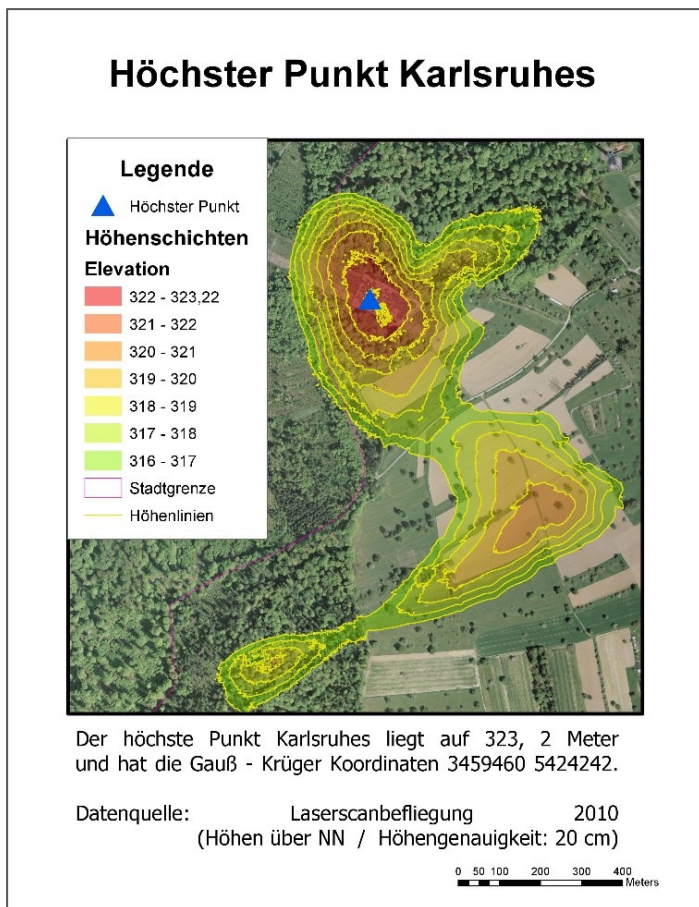 Höchster Punkt Karlsruhes
Legende
Höchster Punkt
Höhenschichten
Elevation
322 - 323,22
321 - 322
320 - 321
319 - 320
318 - 319
317 - 318
316 - 317
Stadtgrenze
Höhenlinien
Der höchste Punkt Karlsruhes liegt auf 323, 2 Meter
und hat die Gauß - Krüger Koordinaten 3459460 5424242.
Datenquelle: Laserscanbefliegung 2010
(Höhen über NN / Höhengenauigkeit: 20 cm)
0 50 100 200 300 400
Meters